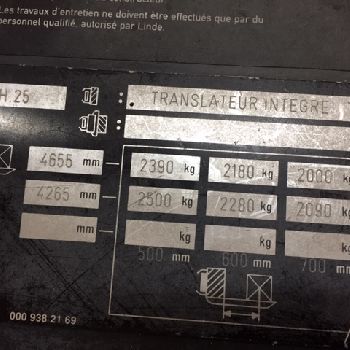 Les travaux d'entretien ne doivent être effectués que par du
personnel qualifié, autorisé par Linde.
H 25 : TRANSLATEUR INTEGRE
:
4655 mm 2390 kg 2180 kg 2000 kg
4265 mm 2500 kg 2280 kg 2090 kg
mm kg kg kg
500 mm 600 mm 700 mm
000 938 21 69